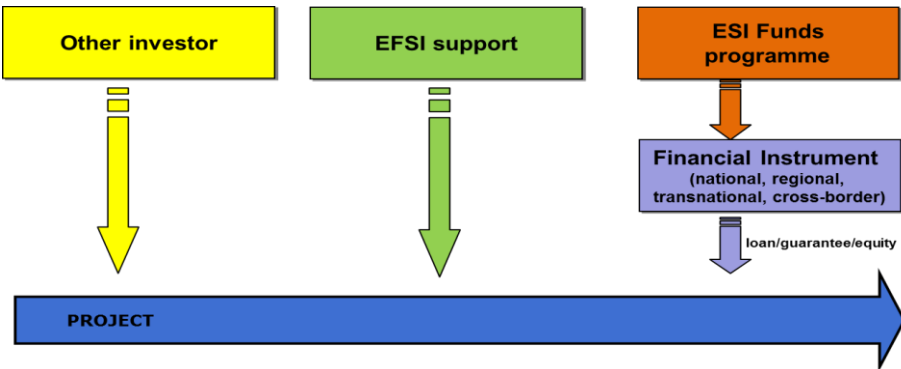 Other investor
EFSI support
ESI Funds
programme
Financial Instrument
(national, regional,
transnational, cross-border)
loan/guarantee/equity
PROJECT